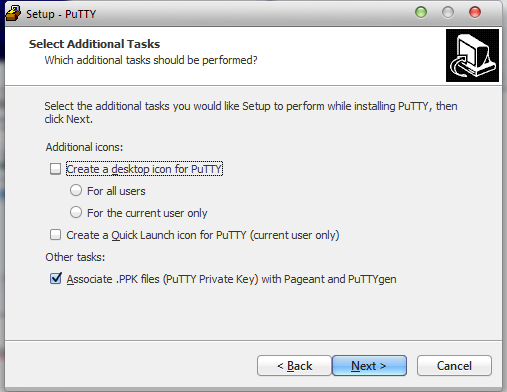 Setup - PuTTY
Select Additional Tasks
Which additional tasks should be performed?
Select the additional tasks you would like Setup to perform while installing PuTTY, then
click Next.
Additional icons:
Create a desktop icon for PuTTY
For all users
For the current user only
Create a Quick Launch icon for PuTTY (current user only)
Other tasks:
Associate .PPK files (PuTTY Private Key) with Pageant and PuTTYgen
< Back
Next >
Cancel